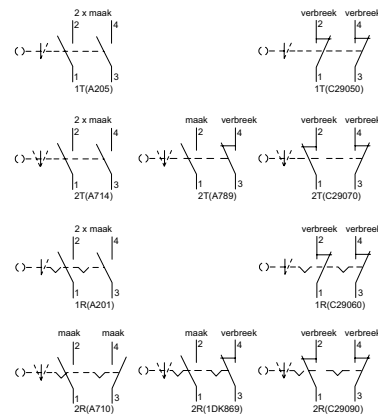 2 x maak verbreek verbreek
2 4 2 4
1 3 1 3
1T(A205) 1T(C29050)
2 x maak maak verbreek verbreek verbreek
2 4 2 4 2 4
1 3 1 3 1 3
2T(A714) 2T(A789) 2T(C29070)
2 x maak verbreek verbreek
2 4 2 4
1 3 1 3
1R(A201) 1R(C29060)
maak maak maak verbreek verbreek verbreek
2 4 2 4 2 4
1 3 1 3 1 3
2R(A710) 2R(1DK869) 2R(C29090)